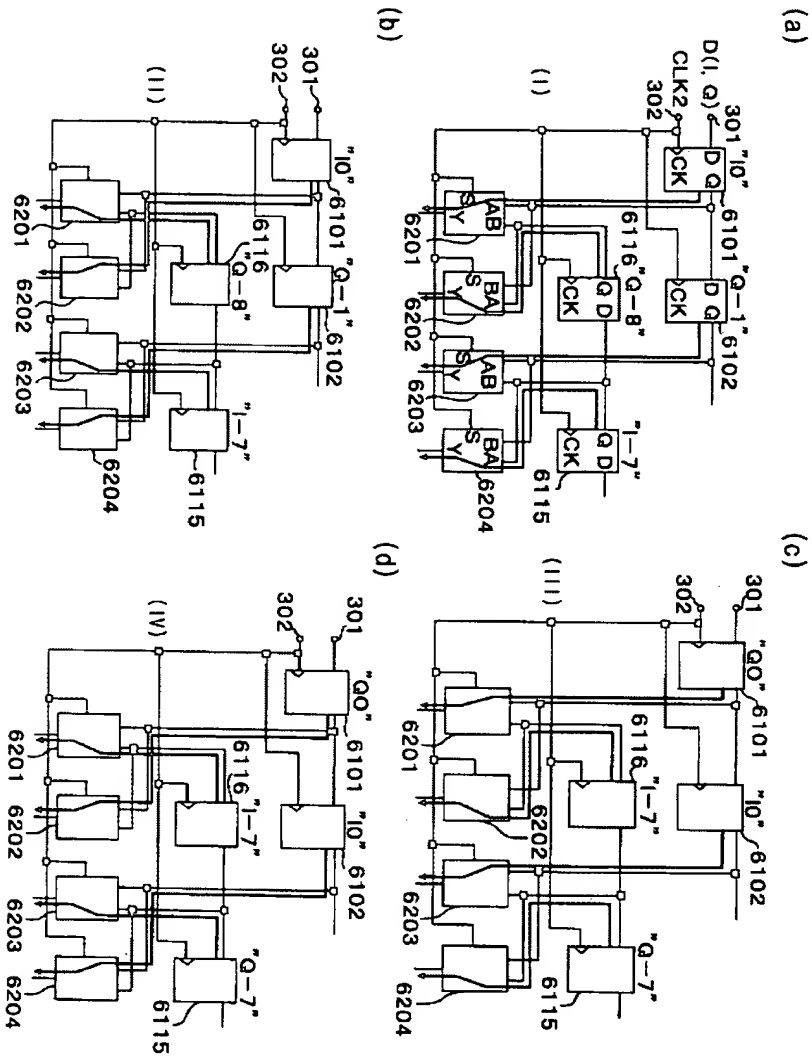 (a)
D(I, Q)
CLK2
301
302
"I0"
D Q
CK
6101
"Q-1"
D Q
CK
6102
(I)
6116
"Q-8"
Q D
CK
"I-7"
Q D
CK
6115
AB
S
Y
6201
BA
S
Y
6202
AB
S
Y
6203
BA
S
Y
6204
(b)
301
302
"I0"
6101
"Q-1"
6102
(II)
6116
"Q-8"
"I-7"
6115
6201
6202
6203
6204
(c)
301
302
"Q0"
6101
"I0"
6102
(III)
6116
"I-7"
"Q-7"
6115
6201
6202
6203
6204
(d)
301
302
"Q0"
6101
"I0"
6102
(IV)
6116
"I-7"
"Q-7"
6115
6201
6202
6203
6204